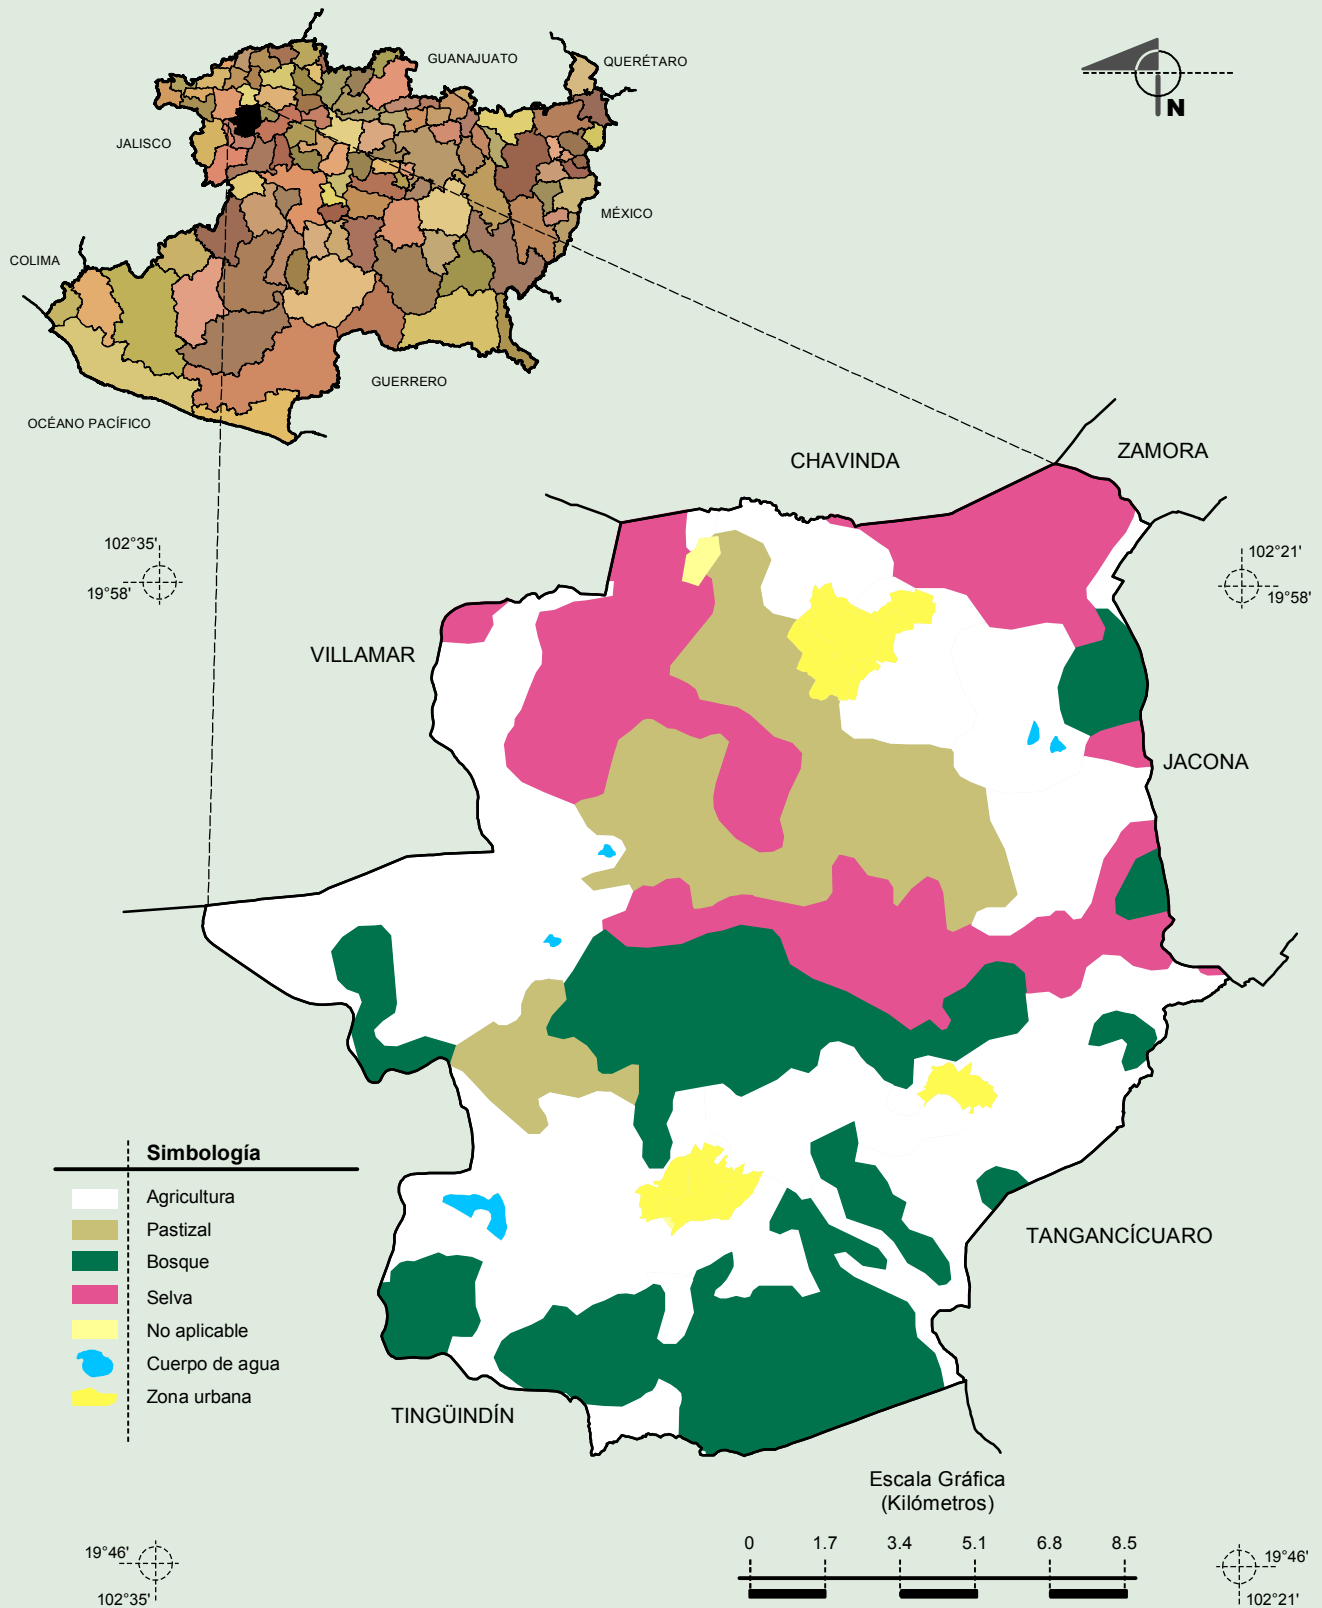 GUANAJUATO
QUERÉTARO
N
JALISCO
MÉXICO
COLIMA
GUERRERO
OCÉANO PACÍFICO
CHAVINDA
ZAMORA
102°35'
19°58'
102°21'
19°58'
VILLAMAR
JACONA
Simbología
Agricultura
Pastizal
Bosque
Selva
No aplicable
Cuerpo de agua
Zona urbana
TANGANCÍCUARO
TINGÜINDÍN
Escala Gráfica
(Kilómetros)
0 1.7 3.4 5.1 6.8 8.5
19°46'
102°35'
19°46'
102°21'